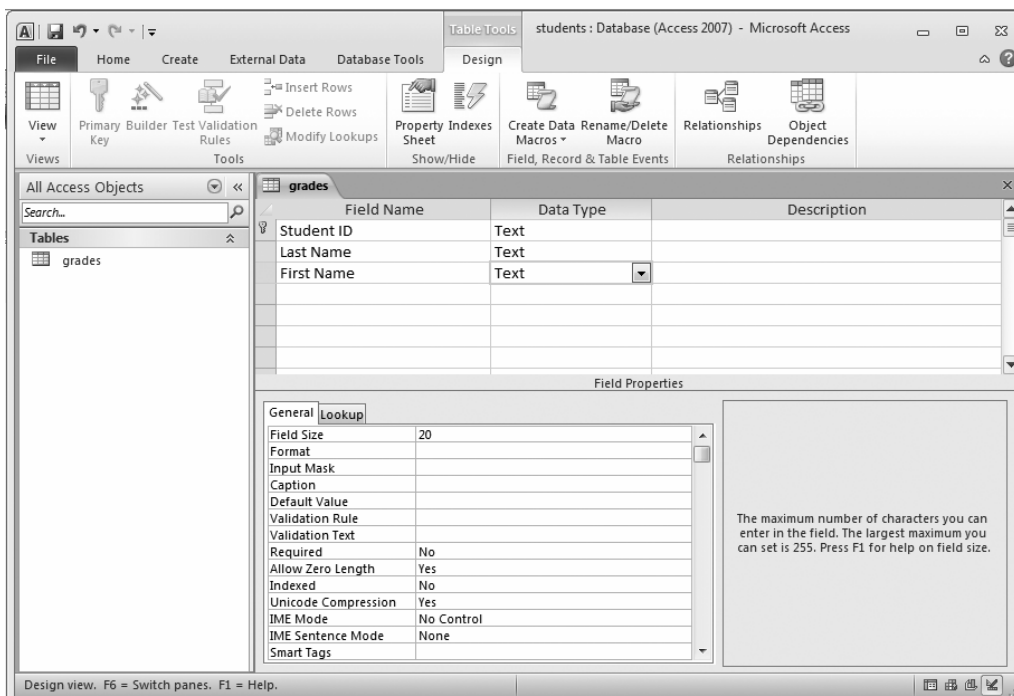 A
Table Tools
students : Database (Access 2007) - Microsoft Access
File Home Create External Data Database Tools Design
View
Views
Primary Key
Builder
Test Validation Rules
Insert Rows
Delete Rows
Modify Lookups
Tools
Property Sheet
Indexes
Show/Hide
Create Data Macros
Rename/Delete Macro
Field, Record & Table Events
Relationships
Object Dependencies
Relationships
All Access Objects
Search...
Tables
grades
grades
Field Name Data Type Description
Student ID Text
Last Name Text
First Name Text
Field Properties
General Lookup
Field Size 20
Format
Input Mask
Caption
Default Value
Validation Rule
Validation Text
Required No
Allow Zero Length Yes
Indexed No
Unicode Compression Yes
IME Mode No Control
IME Sentence Mode None
Smart Tags
The maximum number of characters you can
enter in the field. The largest maximum you
can set is 255. Press F1 for help on field size.
Design view. F6 = Switch panes. F1 = Help.